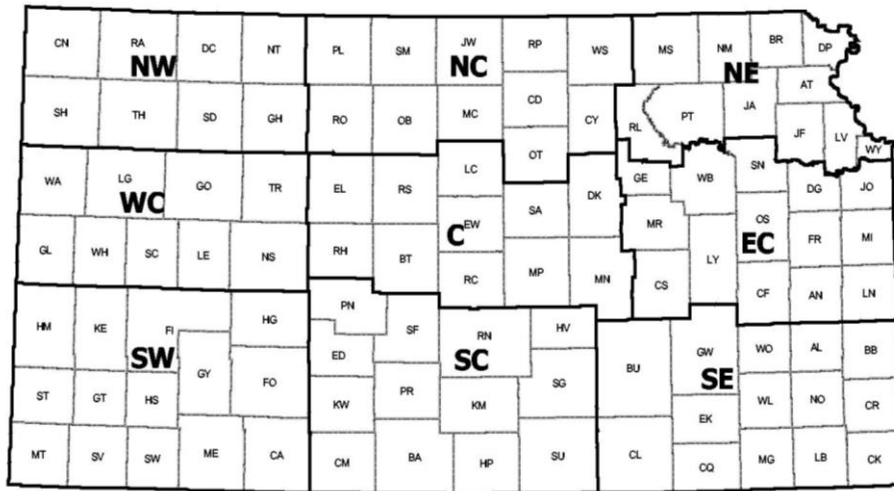 CN RA DC NT PL SM JW RP WS MS NM BR DP
NW NC NE
SH TH SD GH RO OB MC CD CY RL PT JA AT
OT JF LV WY
WA LG GO TR EL RS LC SA DK GE WB SN DG JO
WC C EC
GL WH SC LE NS RH BT EW MR OS FR MI
RC MP MN CS LY CF AN LN
HM KE FI HG PN SF RN HV BU GW WO AL BB
SW SC SE
ED GY FO SG
ST GT HS KW PR KM EK WL NO CR
MT SV SW ME CA CM BA HP SU CL CQ MG LB CK